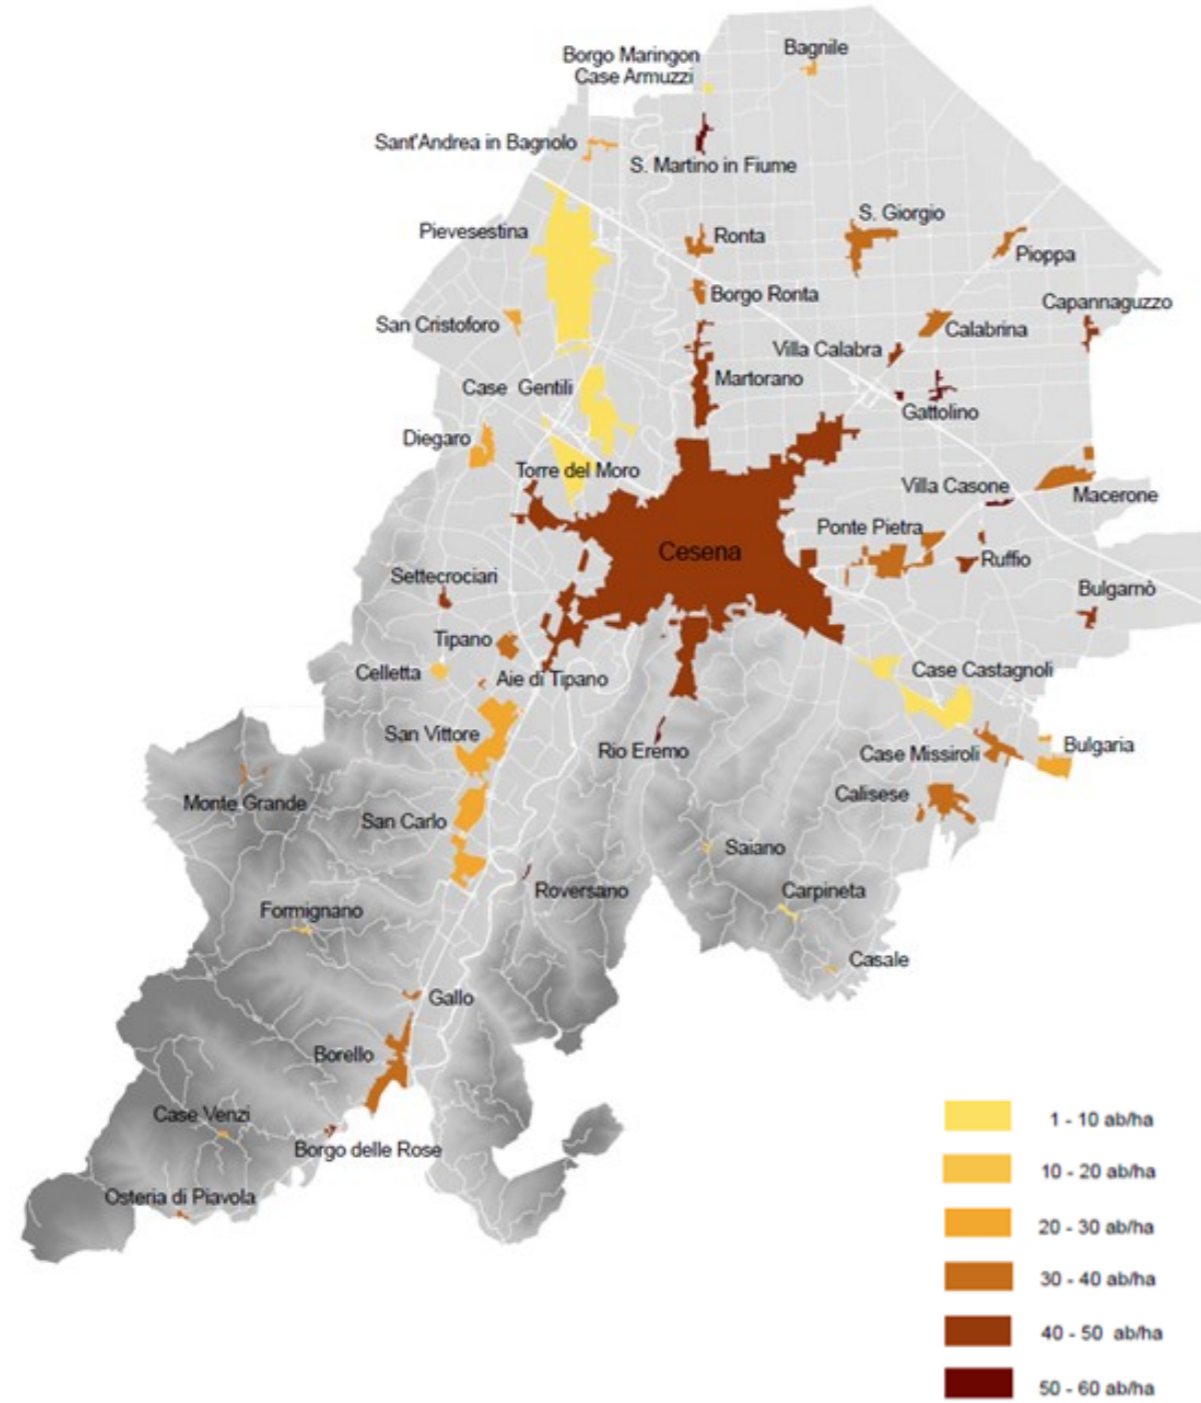 Bagnile
Borgo Maringon
Case Armuzzi
Sant'Andrea in Bagnolo
S. Martino in Fiume
Pievesestina
Ronta
S. Giorgio
Pioppa
Borgo Ronta
Capannaguzzo
San Cristoforo
Calabrina
Villa Calabra
Martorano
Case Gentili
Gattolino
Diegaro
Torre del Moro
Villa Casone
Macerone
Ponte Pietra
Cesena
Ruffio
Settecrociari
Bulgarnò
Tipano
Celletta
Aie di Tipano
Case Castagnoli
San Vittore
Rio Eremo
Case Missiroli
Bulgaria
Monte Grande
Calisese
San Carlo
Saiano
Roversano
Carpineta
Formignano
Casale
Gallo
Borello
Case Venzi
Borgo delle Rose
Osteria di Piavola
1 - 10 ab/ha
10 - 20 ab/ha
20 - 30 ab/ha
30 - 40 ab/ha
40 - 50 ab/ha
50 - 60 ab/ha